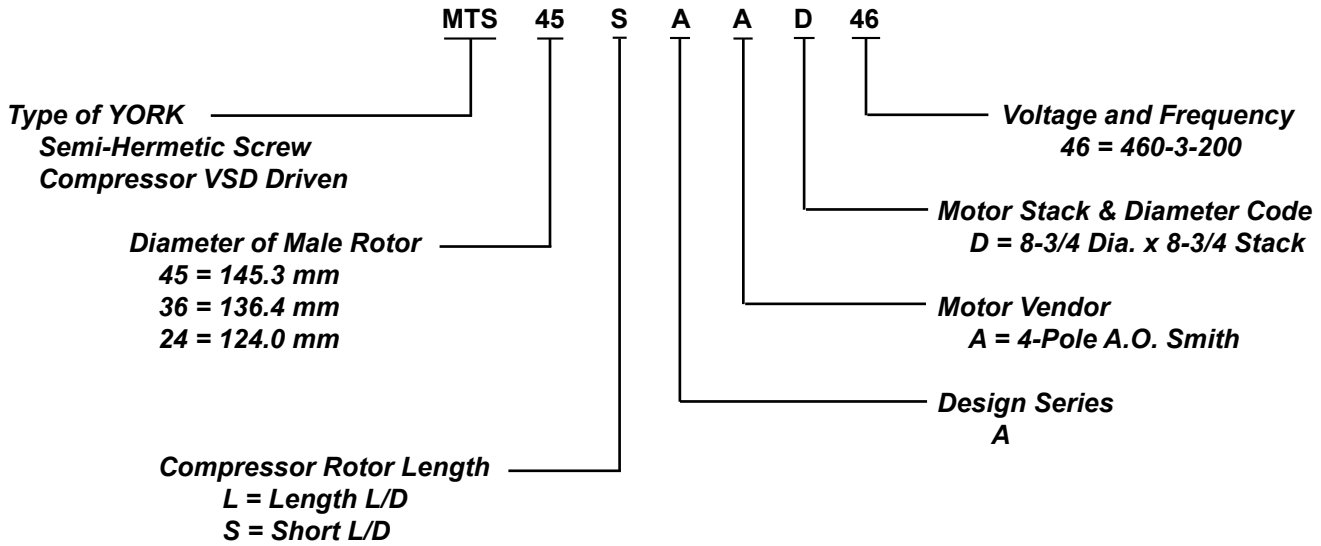 MTS 45 S A A D 46
Type of YORK
Semi-Hermetic Screw
Compressor VSD Driven
Voltage and Frequency
46 = 460-3-200
Motor Stack & Diameter Code
D = 8-3/4 Dia. x 8-3/4 Stack
Diameter of Male Rotor
45 = 145.3 mm
36 = 136.4 mm
24 = 124.0 mm
Motor Vendor
A = 4-Pole A.O. Smith
Design Series
A
Compressor Rotor Length
L = Length L/D
S = Short L/D